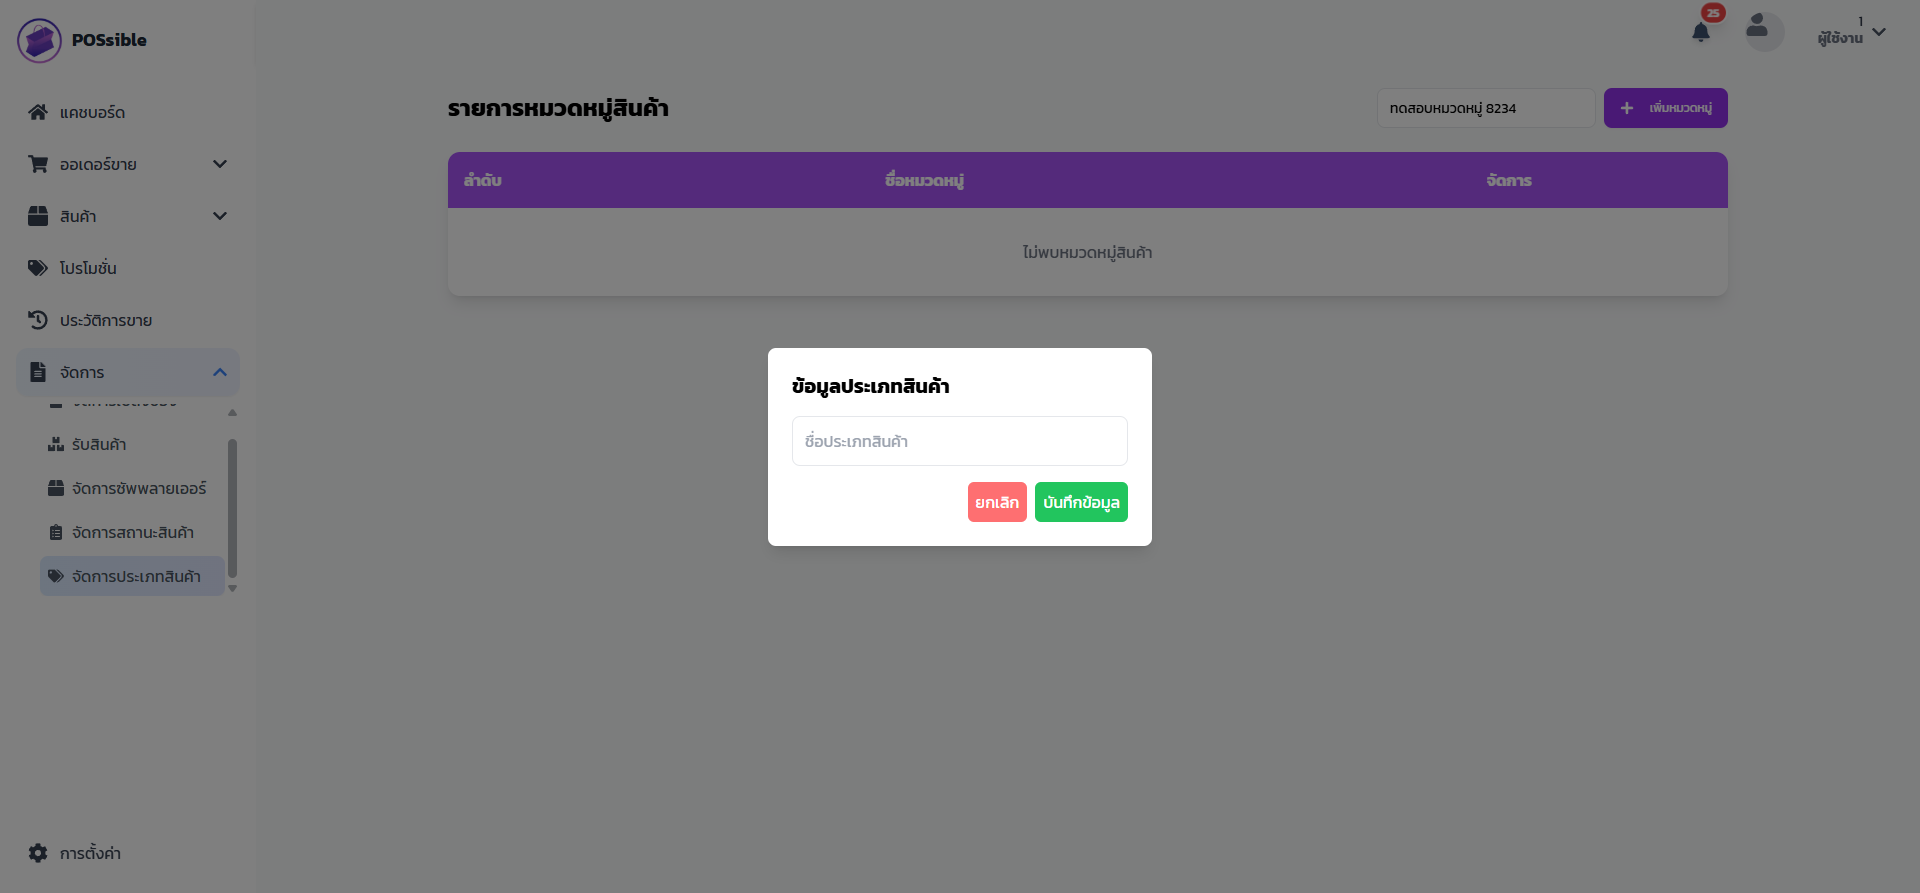 POSsible
25
1
ผู้ใช้งาน
แคชบอร์ด
ออเดอร์ขาย
สินค้า
โปรโมชั่น
ประวัติการขาย
จัดการ
รับสินค้า
จัดการซัพพลายเออร์
จัดการสถานะสินค้า
จัดการประเภทสินค้า
การตั้งค่า
รายการหมวดหมู่สินค้า
ทดสอบหมวดหมู่ 8234
เพิ่มหมวดหมู่
ลำดับ ชื่อหมวดหมู่ จัดการ
ไม่พบหมวดหมู่สินค้า
ข้อมูลประเภทสินค้า
ชื่อประเภทสินค้า
ยกเลิก บันทึกข้อมูล